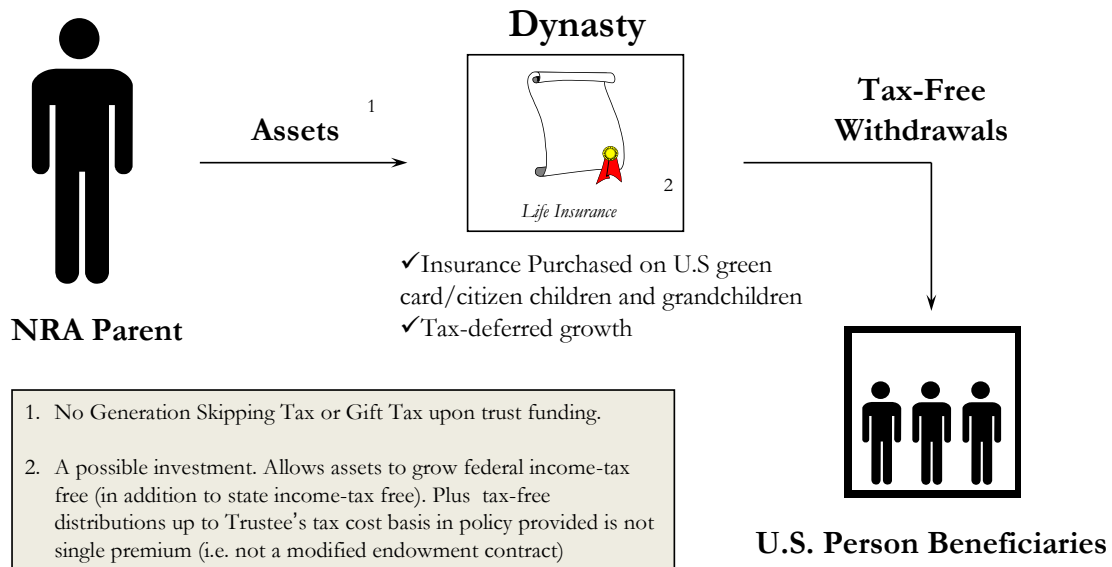 Dynasty
Assets 1
Tax-Free
Withdrawals
2
Life Insurance
✓Insurance Purchased on U.S green
card/citizen children and grandchildren
✓Tax-deferred growth
NRA Parent
1. No Generation Skipping Tax or Gift Tax upon trust funding.
2. A possible investment. Allows assets to grow federal income-tax
free (in addition to state income-tax free). Plus tax-free
distributions up to Trustee’s tax cost basis in policy provided is not
single premium (i.e. not a modified endowment contract)
U.S. Person Beneficiaries